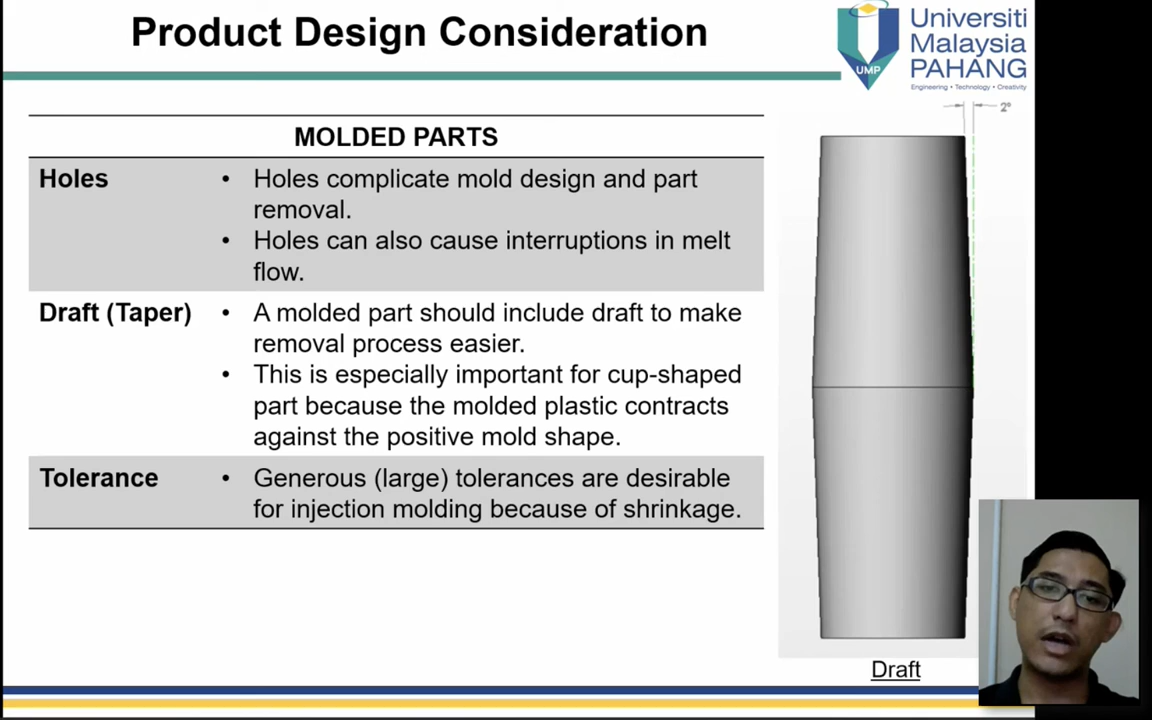 Product Design Consideration
Universiti
Malaysia
PAHANG
Engineering • Technology • Creativity
UMP
2°
MOLDED PARTS
Holes
• Holes complicate mold design and part
removal.
• Holes can also cause interruptions in melt
flow.
Draft (Taper)
• A molded part should include draft to make
removal process easier.
• This is especially important for cup-shaped
part because the molded plastic contracts
against the positive mold shape.
Tolerance
• Generous (large) tolerances are desirable
for injection molding because of shrinkage.
Draft